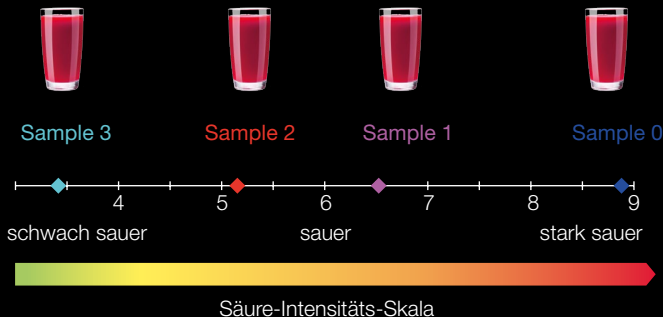 Sample 3 Sample 2 Sample 1 Sample 0
4 5 6 7 8 9
schwach sauer sauer stark sauer
Säure-Intensitäts-Skala